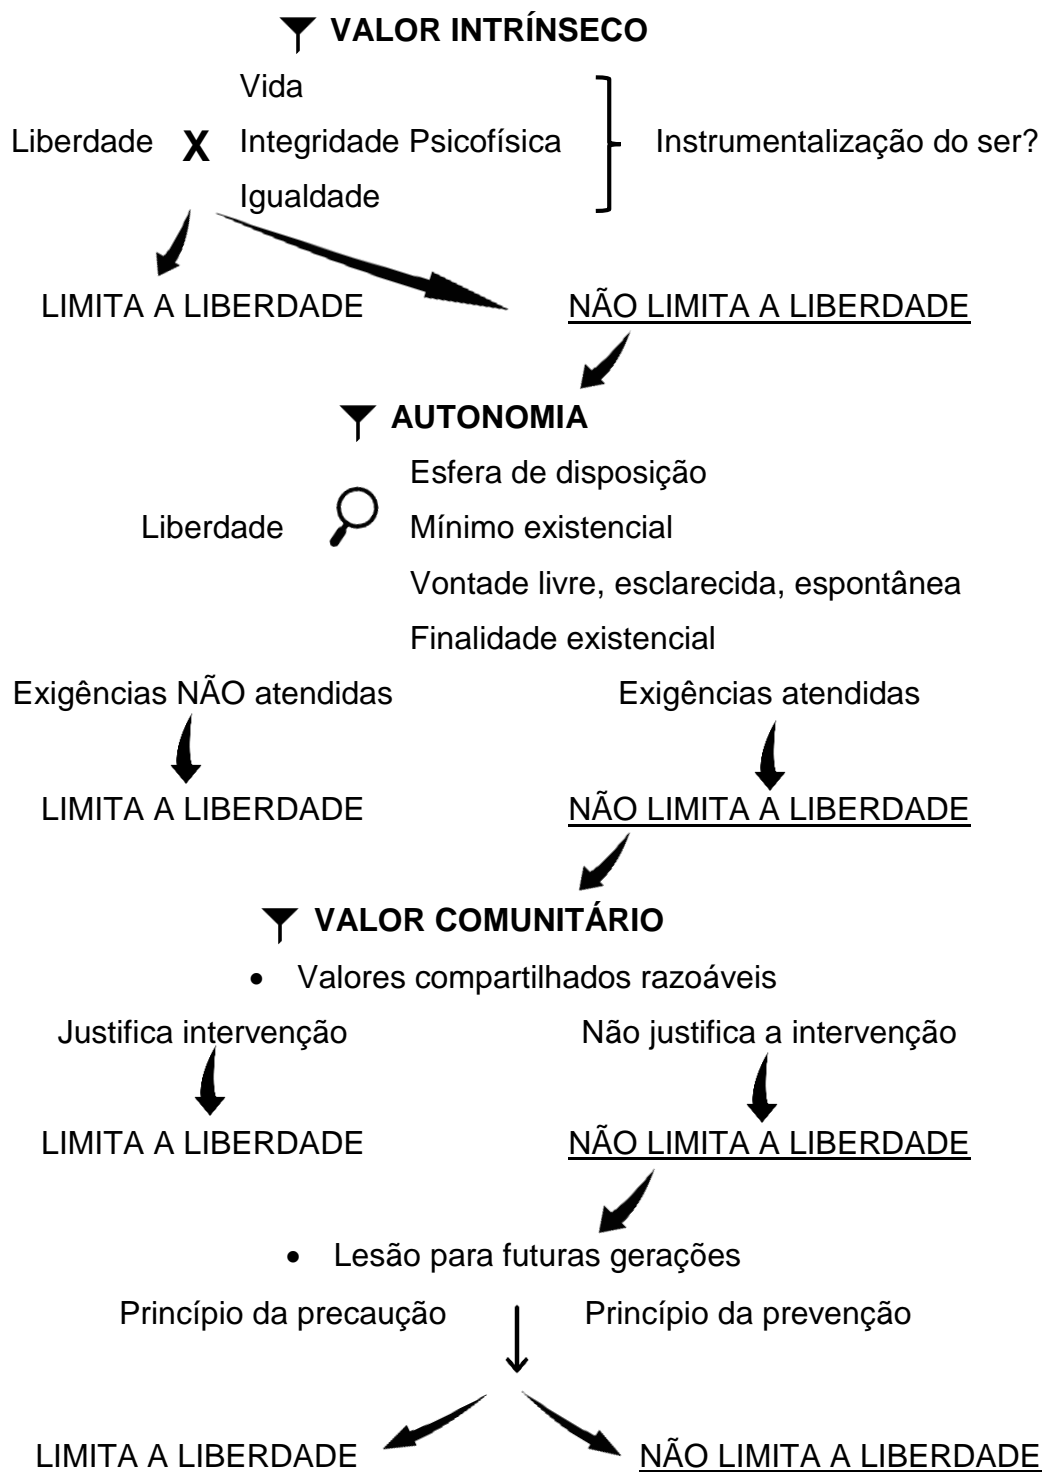 VALOR INTRÍNSECO
Vida
Liberdade X Integridade Psicofísica Instrumentalização do ser?
Igualdade
LIMITA A LIBERDADE NÃO LIMITA A LIBERDADE
AUTONOMIA
Esfera de disposição
Liberdade Mínimo existencial
Vontade livre, esclarecida, espontânea
Finalidade existencial
Exigências NÃO atendidas Exigências atendidas
LIMITA A LIBERDADE NÃO LIMITA A LIBERDADE
VALOR COMUNITÁRIO
• Valores compartilhados razoáveis
Justifica intervenção Não justifica a intervenção
LIMITA A LIBERDADE NÃO LIMITA A LIBERDADE
• Lesão para futuras gerações
Princípio da precaução Princípio da prevenção
LIMITA A LIBERDADE NÃO LIMITA A LIBERDADE